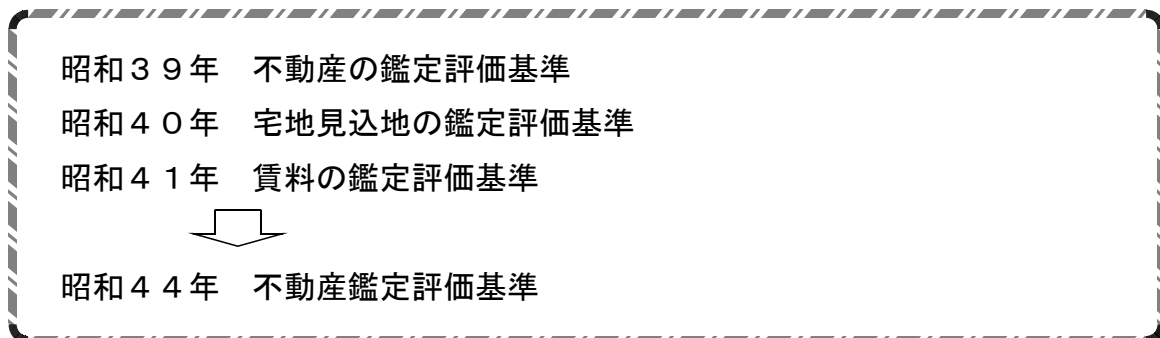 昭和３９年　不動産の鑑定評価基準
昭和４０年　宅地見込地の鑑定評価基準
昭和４１年　賃料の鑑定評価基準
昭和４４年　不動産鑑定評価基準